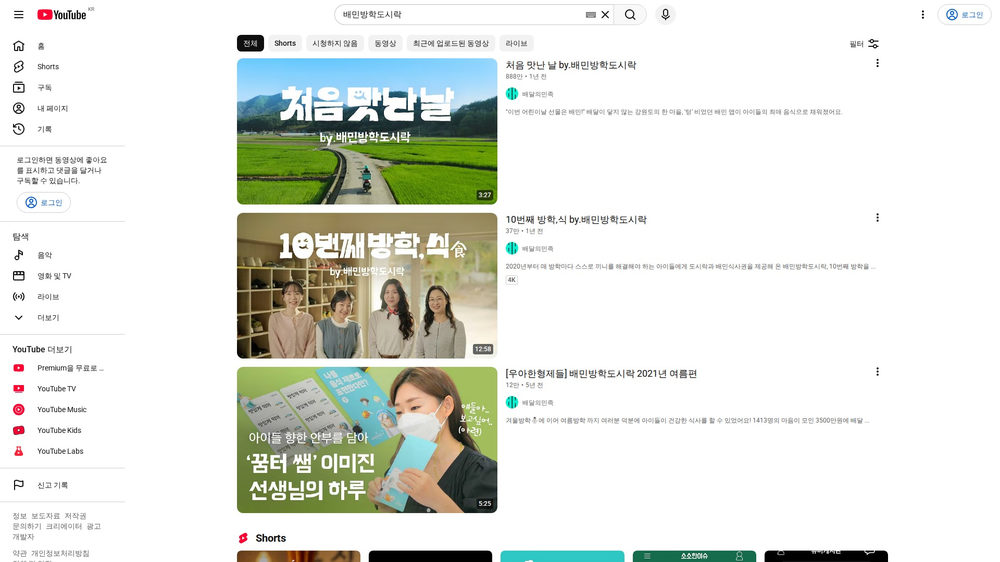 YouTube KR
배민방학도시락
로그인
홈
Shorts
구독
내 페이지
기록
로그인하면 동영상에 좋아요
를 표시하고 댓글을 달거나
구독할 수 있습니다.
로그인
탐색
음악
영화 및 TV
라이브
더보기
YouTube 더보기
Premium을 무료로 ...
YouTube TV
YouTube Music
YouTube Kids
YouTube Labs
신고 기록
정보 보도자료 저작권
문의하기 크리에이터 광고
개발자
약관 개인정보처리방침
전체 Shorts 시청하지 않음 동영상 최근에 업로드된 동영상 라이브 필터
처음 맛난 날
by.배민방학도시락
3:27
처음 맛난 날 by.배민방학도시락
888만 • 1년 전
배달의민족
"이번 어린이날 선물은 배민!" 배달이 닿지 않는 강원도의 한 마을, '텅' 비었던 배민 앱이 아이들의 최애 음식으로 채워졌어요.
10번째 방학,식食
by.배민방학도시락
12:58
10번째 방학,식 by.배민방학도시락
37만 • 1년 전
배달의민족
2020년부터 매 방학마다 스스로 끼니를 해결해야 하는 아이들에게 도시락과 배민식사권을 제공해 온 배민방학도시락, 10번째 방학을 ...
4K
애들아~
보고싶어..
(아련)
아이들 향한 안부를 담아
‘꿈터 쌤’ 이미진
선생님의 하루
5:25
[우아한형제들] 배민방학도시락 2021년 여름편
12만 • 5년 전
배달의민족
겨울방학⛄에 이어 여름방학 까지 여러분 덕분에 아이들이 건강한 식사를 할 수 있었어요! 1413명의 마음이 모인 3500만원에 배달 ...
Shorts
소소한이슈